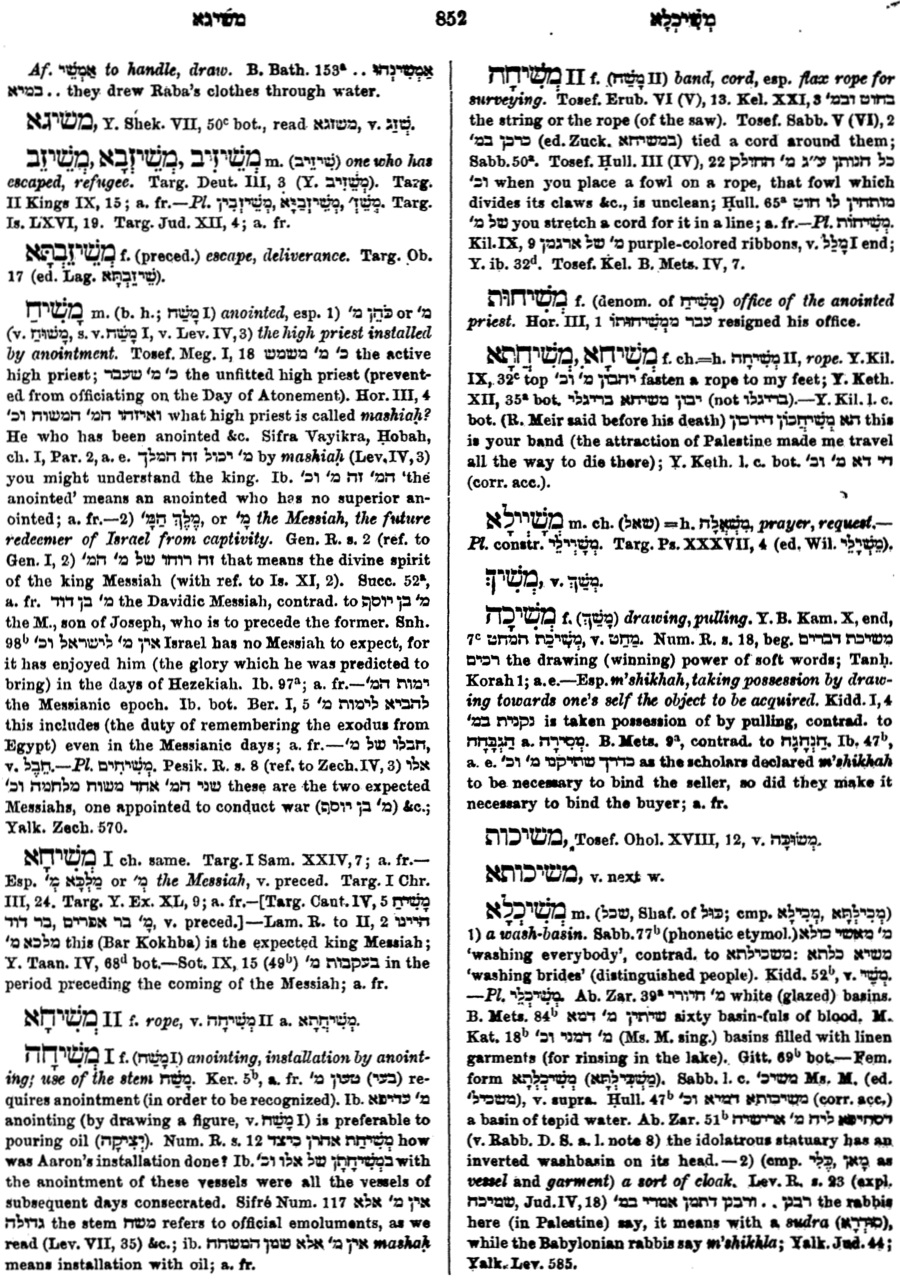 משיגא 852 מְשִׁיכְלָא
Af. אַמְשֵׁי to handle, draw. B. Bath. 153ᵃ .. אַמְשִׁינְהוּ
במיא .. they drew Raba's clothes through water.
משיגא, Y. Shek. VII, 50ᶜ bot., read משזגא, v. שְׁזַג.
מְשֵׁיזִיב, מְשֵׁיזְבָא, מְשֵׁיזֵב m. (שֵׁיזֵיב) one who has
escaped, refugee. Targ. Deut. III, 3 (Y. מְשֵׁזִיב). Targ.
II Kings IX, 15; a. fr.—Pl. מְשֵׁיזְבִין, מְשֵׁיזְבַיָּא, מְשֵׁזְ׳. Targ.
Is. LXVI, 19. Targ. Jud. XII, 4; a. fr.
מְשֵׁיזַבְתָּא f. (preced.) escape, deliverance. Targ. Ob.
17 (ed. Lag. שֵׁיזַבְתָּא).
מָשִׁיחַ m. (b. h.; מָשַׁח I) anointed, esp. 1) כֹּהֵן מ׳ or מ׳
(v. מָשׁוּחַ, s. v. מָשַׁח I, v. Lev. IV, 3) the high priest installed
by anointment. Tosef. Meg. I, 18 כ׳ מ׳ משמש the active
high priest; כ׳ מ׳ שעבר the unfitted high priest (prevent-
ed from officiating on the Day of Atonement). Hor. III, 4
ואיזהו המ׳ המשוח וכ׳ what high priest is called mashiaḥ?
He who has been anointed &c. Sifra Vayikra, Ḥobah,
ch. I, Par. 2, a. e. מ׳ יכול זה המלך by mashiaḥ (Lev. IV, 3)
you might understand the king. Ib. המ׳ זה מ׳ וכ׳ 'the
anointed' means an anointed who has no superior an-
ointed; a. fr.—2) מֶלֶךְ הַמָּ׳, or מָ׳ the Messiah, the future
redeemer of Israel from captivity. Gen. R. s. 2 (ref. to
Gen. I, 2) זה רוחו של מ׳ המ׳ that means the divine spirit
of the king Messiah (with ref. to Is. XI, 2). Succ. 52ᵃ,
a. fr. מ׳ בן דוד the Davidic Messiah, contrad. to מ׳ בן יוסף
the M., son of Joseph, who is to precede the former. Snh.
98ᵇ אין מ׳ לישראל וכ׳ Israel has no Messiah to expect, for
it has enjoyed him (the glory which he was predicted to
bring) in the days of Hezekiah. Ib. 97ᵃ; a. fr.—ימות המ׳
the Messianic epoch. Ib. bot. Ber. I, 5 להביא לימות מ׳
this includes (the duty of remembering the exodus from
Egypt) even in the Messianic days; a. fr.—חבלו של מ׳,
v. חֵבֶל.—Pl. מְשִׁיחִים. Pesik. R. s. 8 (ref. to Zech. IV, 3) אלו
שני המ׳ אחד משוח מלחמה וכ׳ these are the two expected
Messiahs, one appointed to conduct war (מ׳ בן יוסף) &c.;
Yalk. Zech. 570.
מְשִׁיחָא I ch. same. Targ. I Sam. XXIV, 7; a. fr.—
Esp. מַלְכָּא מְ׳ or מְ׳ the Messiah, v. preced. Targ. I Chr.
III, 24. Targ. Y. Ex. XL, 9; a. fr.—[Targ. Cant. IV, 5 מָשִׁיחַ
בר דוד, מְ׳ בר אפרים, v. preced.]—Lam. R. to II, 2 היינו
מלכא מ׳ this (Bar Kokhba) is the expected king Messiah;
Y. Taan. IV, 68ᵈ bot.—Sot. IX, 15 (49ᵇ) בעקבות מ׳ in the
period preceding the coming of the Messiah; a. fr.
מְשִׁיחָא II f. rope, v. מְשִׁיחָה II a. מְשִׁיחֲתָא.
מְשִׁיחָה I f. (מָשַׁח I) anointing, installation by anoint-
ing; use of the stem מָשַׁח. Ker. 5ᵇ, a. fr. טעון מ׳ (בעי) re-
quires anointment (in order to be recognized). Ib. מ׳ עדיפא
anointing (by drawing a figure, v. מָשַׁח I) is preferable to
pouring oil (יְצִיקָה). Num. R. s. 12 מְשִׁיחַת אהרן כיצד how
was Aaron's installation done? Ib. במְשִׁיחָתָן של אלו וכ׳ with
the anointment of these vessels were all the vessels of
subsequent days consecrated. Sifré Num. 117 אין מ׳ אלא
גדולה the stem משח refers to official emoluments, as we
read (Lev. VII, 35) &c.; ib. אין מ׳ אלא שמן המשחה mashaḥ
means installation with oil; a. fr.
מְשִׁיחָה II f. (מָשַׁח II) band, cord, esp. flax rope for
surveying. Tosef. Erub. VI (V), 13. Kel. XXI, 3 בחוט ובמ׳
the string or the rope (of the saw). Tosef. Sabb. V (VI), 2
כרכן במ׳ (ed. Zuck. במשיחא) tied a cord around them;
Sabb. 50ᵃ. Tosef. Ḥull. III (IV), 22 כל הנותן ע״ג מ׳ החולק
וכ׳ when you place a fowl on a rope, that fowl which
divides its claws &c., is unclean; Ḥull. 65ᵃ מותחין לו חוט
של מ׳ you stretch a cord for it in a line; a. fr.—Pl. מְשִׁיחוֹת.
Kil. IX, 9 מ׳ של ארגמן purple-colored ribbons, v. מָלַל I end;
Y. ib. 32ᵈ. Tosef. Kel. B. Mets. IV, 7.
מְשִׁיחוּת f. (denom. of מָשִׁיחַ) office of the anointed
priest. Hor. III, 1 עבר ממְשִׁיחוּתוֹ resigned his office.
מְשִׁיחָא, מְשִׁיחֲתָא f. ch.=h. מְשִׁיחָה II, rope. Y. Kil.
IX, 32ᶜ top יהבון מ׳ וכ׳ fasten a rope to my feet; Y. Keth.
XII, 35ᵃ bot. יבון משיחא ברגלי (not בריגלו).—Y. Kil. l. c.
bot. (R. Meir said before his death) הא מְשִׁיחֲכוֹן דידכון this
is your band (the attraction of Palestine made me travel
all the way to die there); Y. Keth. l. c. bot. די דא מ׳ וכ׳
(corr. acc.).
מְשַׁיְילָא m. ch. (שאל) =h. מִשְׁאָלָה, prayer, request.—
Pl. constr. מְשַׁיְילֵי. Targ. Ps. XXXVII, 4 (ed. Wil. מְשַׁיְלֵי).
מְשִׁיךְ, v. מְשַׁךְ.
מְשִׁיכָה f. (מָשַׁךְ) drawing, pulling. Y. B. Kam. X, end,
7ᶜ מְשִׁיכַת המחט, v. מַחַט. Num. R. s. 18, beg. משיכת דברים
רכים the drawing (winning) power of soft words; Tanḥ.
Korah 1; a. e.—Esp. m'shikhah, taking possession by draw-
ing towards one's self the object to be acquired. Kidd. I, 4
נקנית במ׳ is taken possession of by pulling, contrad. to
הַגְבָּהָה a. מְסִירָה. B. Mets. 9ᵃ, contrad. to הַנְהָגָה. Ib. 47ᵇ,
a. e. כדרך שתיקנו מ׳ וכ׳ as the scholars declared m'shikhah
to be necessary to bind the seller, so did they make it
necessary to bind the buyer; a. fr.
משיכות, Tosef. Ohol. XVIII, 12, v. מְשׂוּכָה.
משיכותא, v. next w.
מְשִׁיכְלָא m. (שכל, Shaf. of כּוּל; cmp. מְכִילָא, מְכִילְתָּא)
1) a wash-basin. Sabb. 77ᵇ (phonetic etymol.) מ׳ מאשי כולא
'washing everybody', contrad. to משכילתא: משיא כלתא
'washing brides' (distinguished people). Kidd. 52ᵇ, v. מְשֵׁי.
—Pl. מְשִׁיכְלֵי. Ab. Zar. 39ᵃ מ׳ חיורי white (glazed) basins.
B. Mets. 84ᵇ שיתין מ׳ דמא sixty basin-fuls of blood. M.
Kat. 18ᵇ מ׳ דמני וכ׳ (Ms. M. sing.) basins filled with linen
garments (for rinsing in the lake). Gitt. 69ᵇ bot.—Fem.
form מְשִׁיכַלְתָּא (מְשַׁכִּילְתָּא). Sabb. l. c. משיכ׳ Ms. M. (ed.
משכיל׳), v. supra. Ḥull. 47ᵇ משיכותא דמיא וכ׳ (corr. acc.)
a basin of tepid water. Ab. Zar. 51ᵇ דסחיפא ליה מ׳ ארישיה
(v. Rabb. D. S. a. l. note 8) the idolatrous statuary has an
inverted washbasin on its head.—2) (cmp. מָאן, כְּלִי as
vessel and garment) a sort of cloak. Lev. R. s. 23 (expl.
שמיכה, Jud. IV, 18) רבנן .. ורבנן דתמן אמרי במ׳ the rabbis
here (in Palestine) say, it means with a sudra (סוּדָרָא),
while the Babylonian rabbis say m'shikhla; Yalk. Jud. 44;
Yalk. Lev. 585.